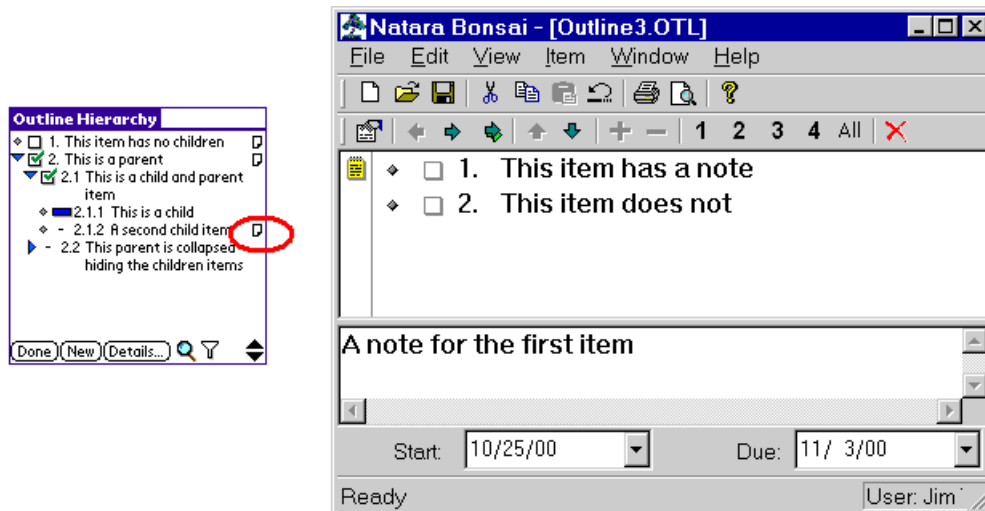 Outline Hierarchy
1. This item has no children
2. This is a parent
2.1 This is a child and parent
item
2.1.1 This is a child
2.1.2 A second child item
2.2 This parent is collapsed
hiding the children items
Done New Details...
Natara Bonsai - [Outline3.OTL]
File Edit View Item Window Help
1 2 3 4 All
1. This item has a note
2. This item does not
A note for the first item
Start: 10/25/00 Due: 11/ 3/00
Ready User: Jim